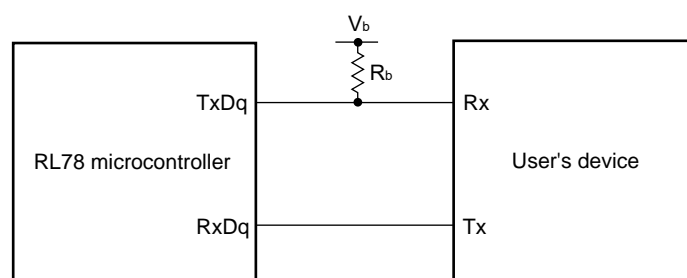 Vb
Rb
TxDq
Rx
RL78 microcontroller
User's device
RxDq
Tx